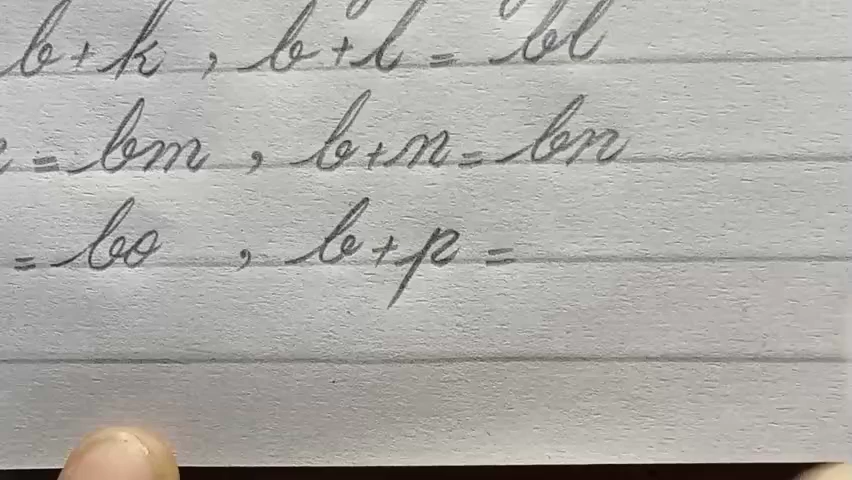 b+k , b+l = bl
= bm , b+n = bn
= bo , b+p =